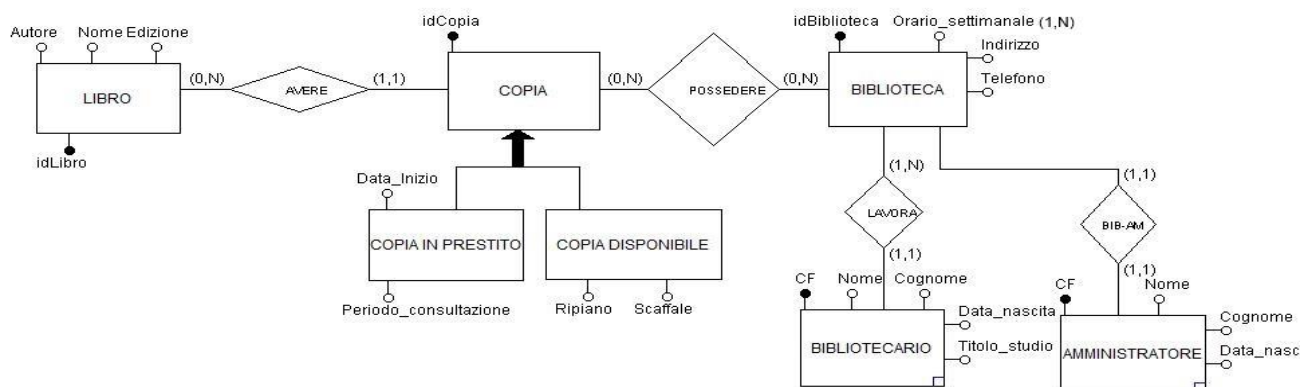 idCopia
idBiblioteca Orario_settimanale (1,N)
Autore Nome Edizione
Indirizzo
(0,N) (1,1) (0,N) (0,N)
LIBRO AVERE COPIA POSSEDERE BIBLIOTECA
Telefono
idLibro
(1,N) (1,1)
Data_Inizio
LAVORA BIB-AM
COPIA IN PRESTITO COPIA DISPONIBILE
(1,1) (1,1)
CF Nome Cognome CF Nome
Periodo_consultazione Ripiano Scaffale
Data_nascita Cognome
BIBLIOTECARIO Titolo_studio AMMINISTRATORE Data_nasc